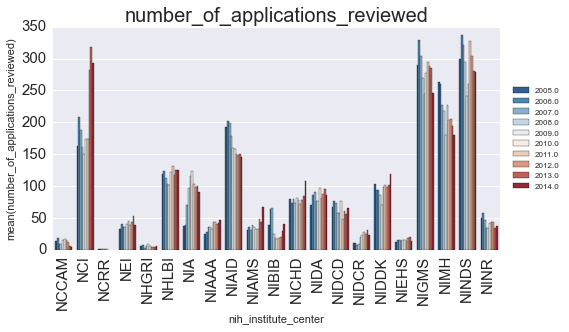 number_of_applications_reviewed
mean(number_of_applications_reviewed)
350
300
250
200
150
100
50
0
NCCAM
NCI
NCRR
NEI
NHGRI
NHLBI
NIA
NIAAA
NIAID
NIAMS
NIBIB
NICHD
NIDA
NIDCD
NIDCR
NIDDK
NIEHS
NIGMS
NIMH
NINDS
NINR
nih_institute_center
2005.0
2006.0
2007.0
2008.0
2009.0
2010.0
2011.0
2012.0
2013.0
2014.0